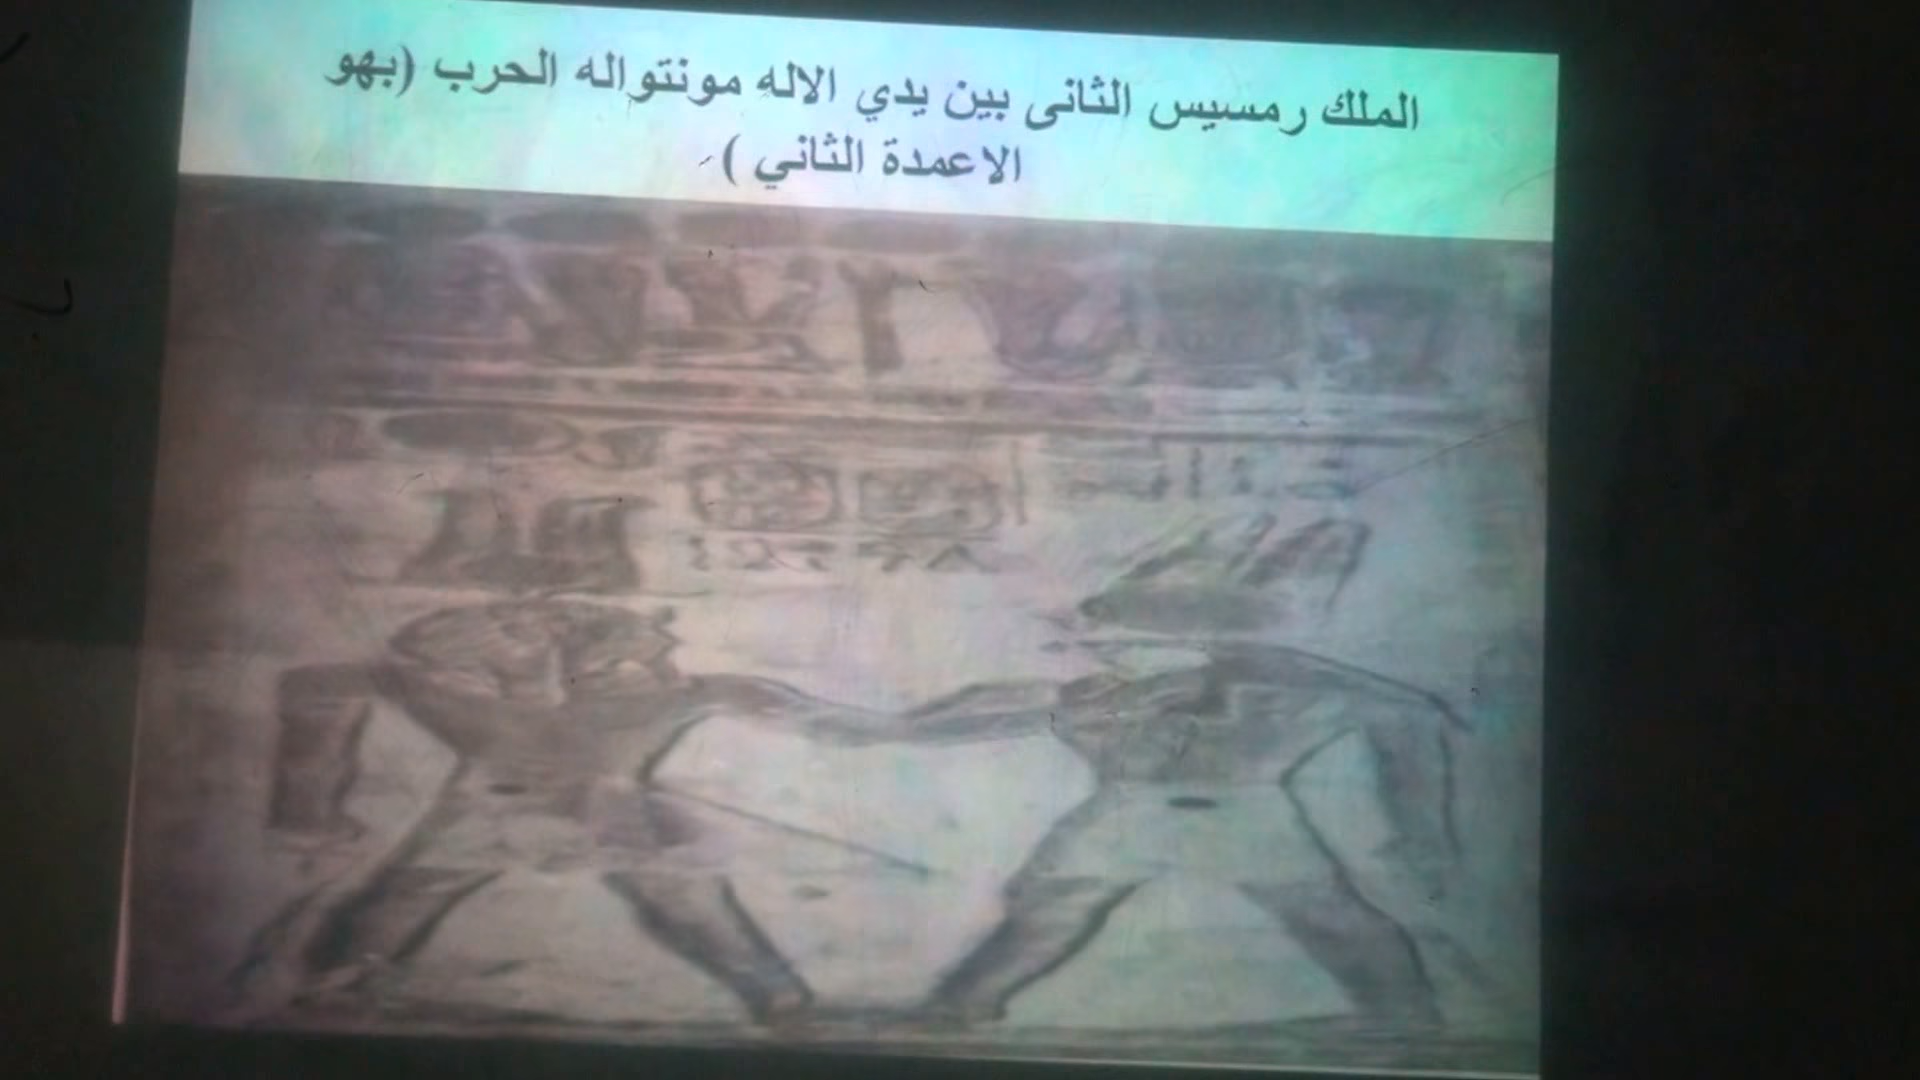 الملك رمسيس الثانى بين يدي الاله مونتواله الحرب (بهو
الاعمدة الثاني )